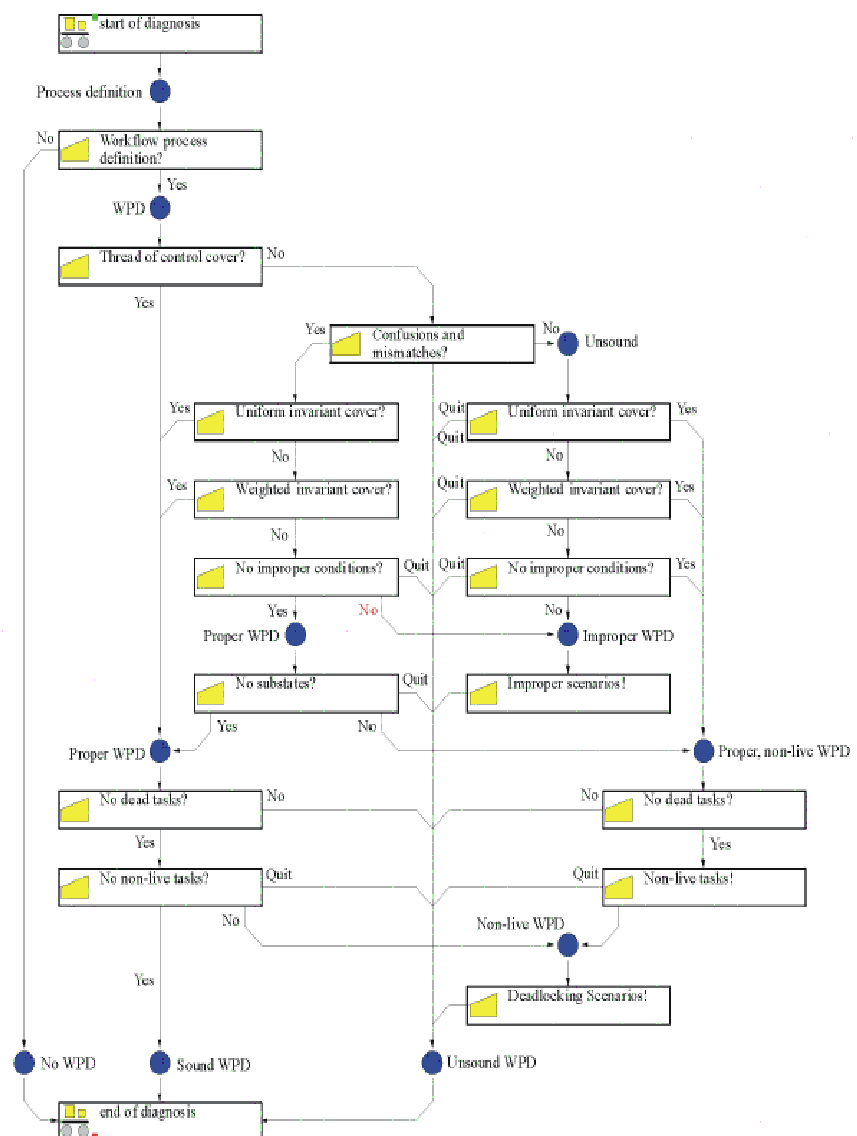 start of diagnosis
Process definition
No
Workflow process
definition?
Yes
WPD
Thread of control cover?
No
Yes
Yes
Confusions and
mismatches?
No
Unsound
Yes
Uniform invariant cover?
Quit
Quit
Uniform invariant cover?
Yes
No
No
Yes
Weighted invariant cover?
Quit
Weighted invariant cover?
Yes
No
No
No improper conditions?
Quit
Quit
No improper conditions?
Yes
Yes
No
No
Proper WPD
Improper WPD
No substates?
Quit
Improper scenarios!
Yes
No
Proper WPD
Proper, non-live WPD
No dead tasks?
No
No
No dead tasks?
Yes
Yes
No non-live tasks?
Quit
Quit
Non-live tasks!
No
Non-live WPD
Yes
Deadlocking Scenarios!
No WPD
Sound WPD
Unsound WPD
end of diagnosis